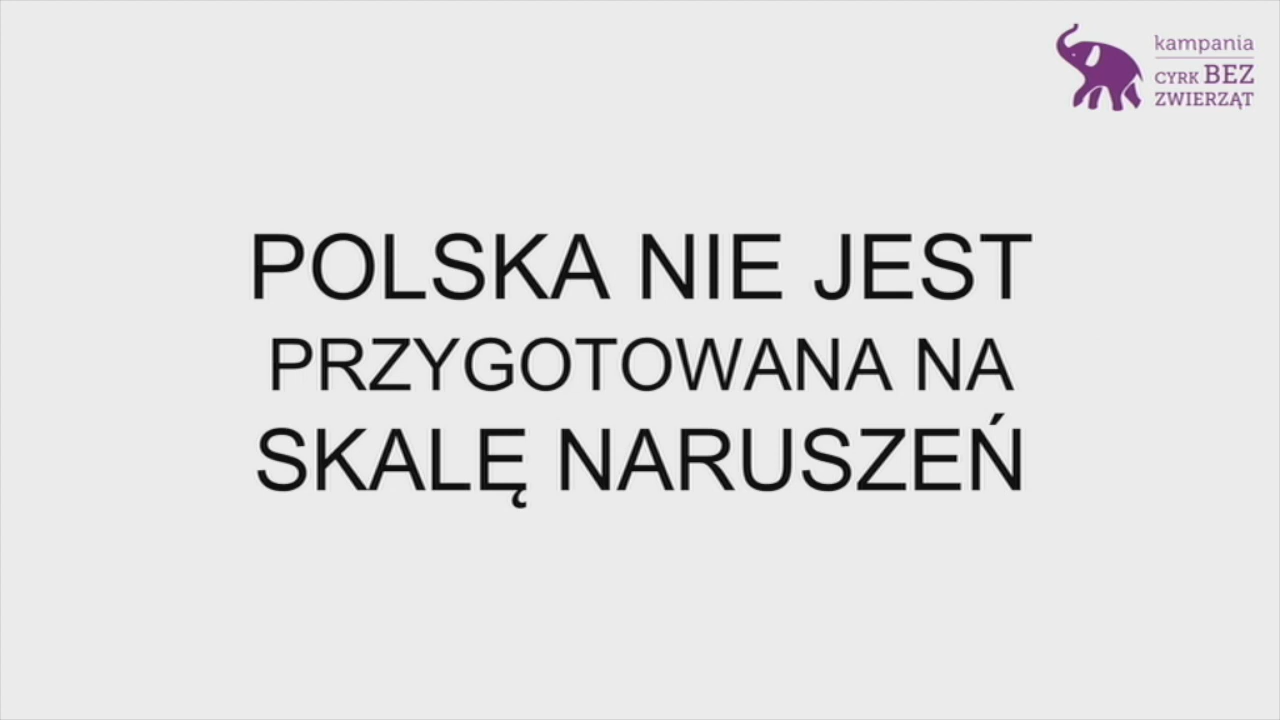 kampania
CYRK BEZ
ZWIERZĄT
POLSKA NIE JEST
PRZYGOTOWANA NA
SKALĘ NARUSZEŃ